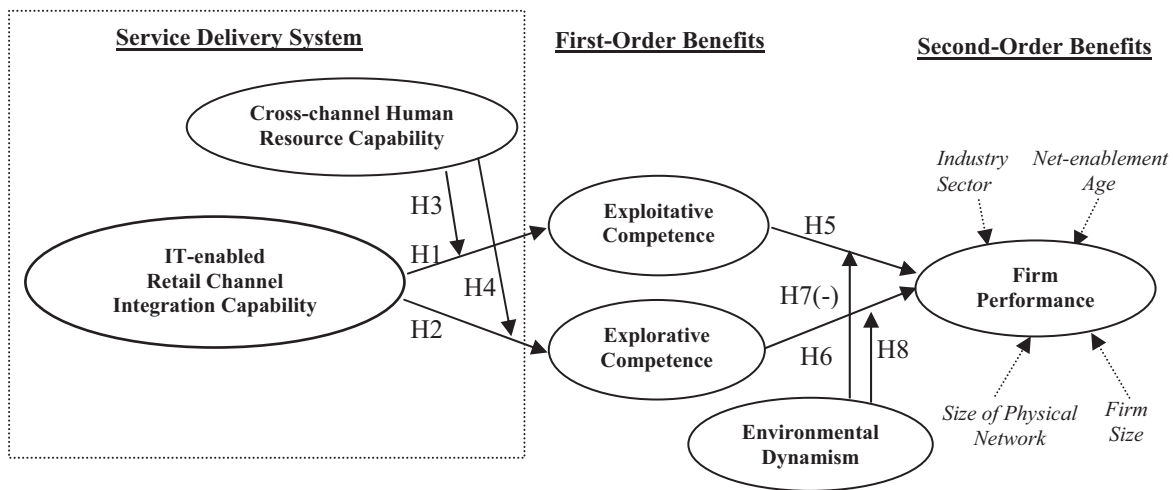 Service Delivery System
First-Order Benefits
Second-Order Benefits
Cross-channel Human
Resource Capability
Industry
Sector
Net-enablement
Age
H3
IT-enabled
Retail Channel
Integration Capability
H1
H4
H2
Exploitative
Competence
H5
Explorative
Competence
H7(-)
H6
H8
Firm
Performance
Environmental
Dynamism
Size of Physical
Network
Firm
Size